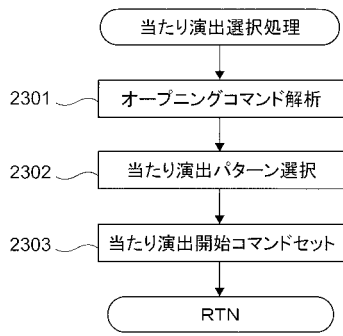 当たり演出選択処理
2301
オープニングコマンド解析
2302
当たり演出パターン選択
2303
当たり演出開始コマンドセット
RTN